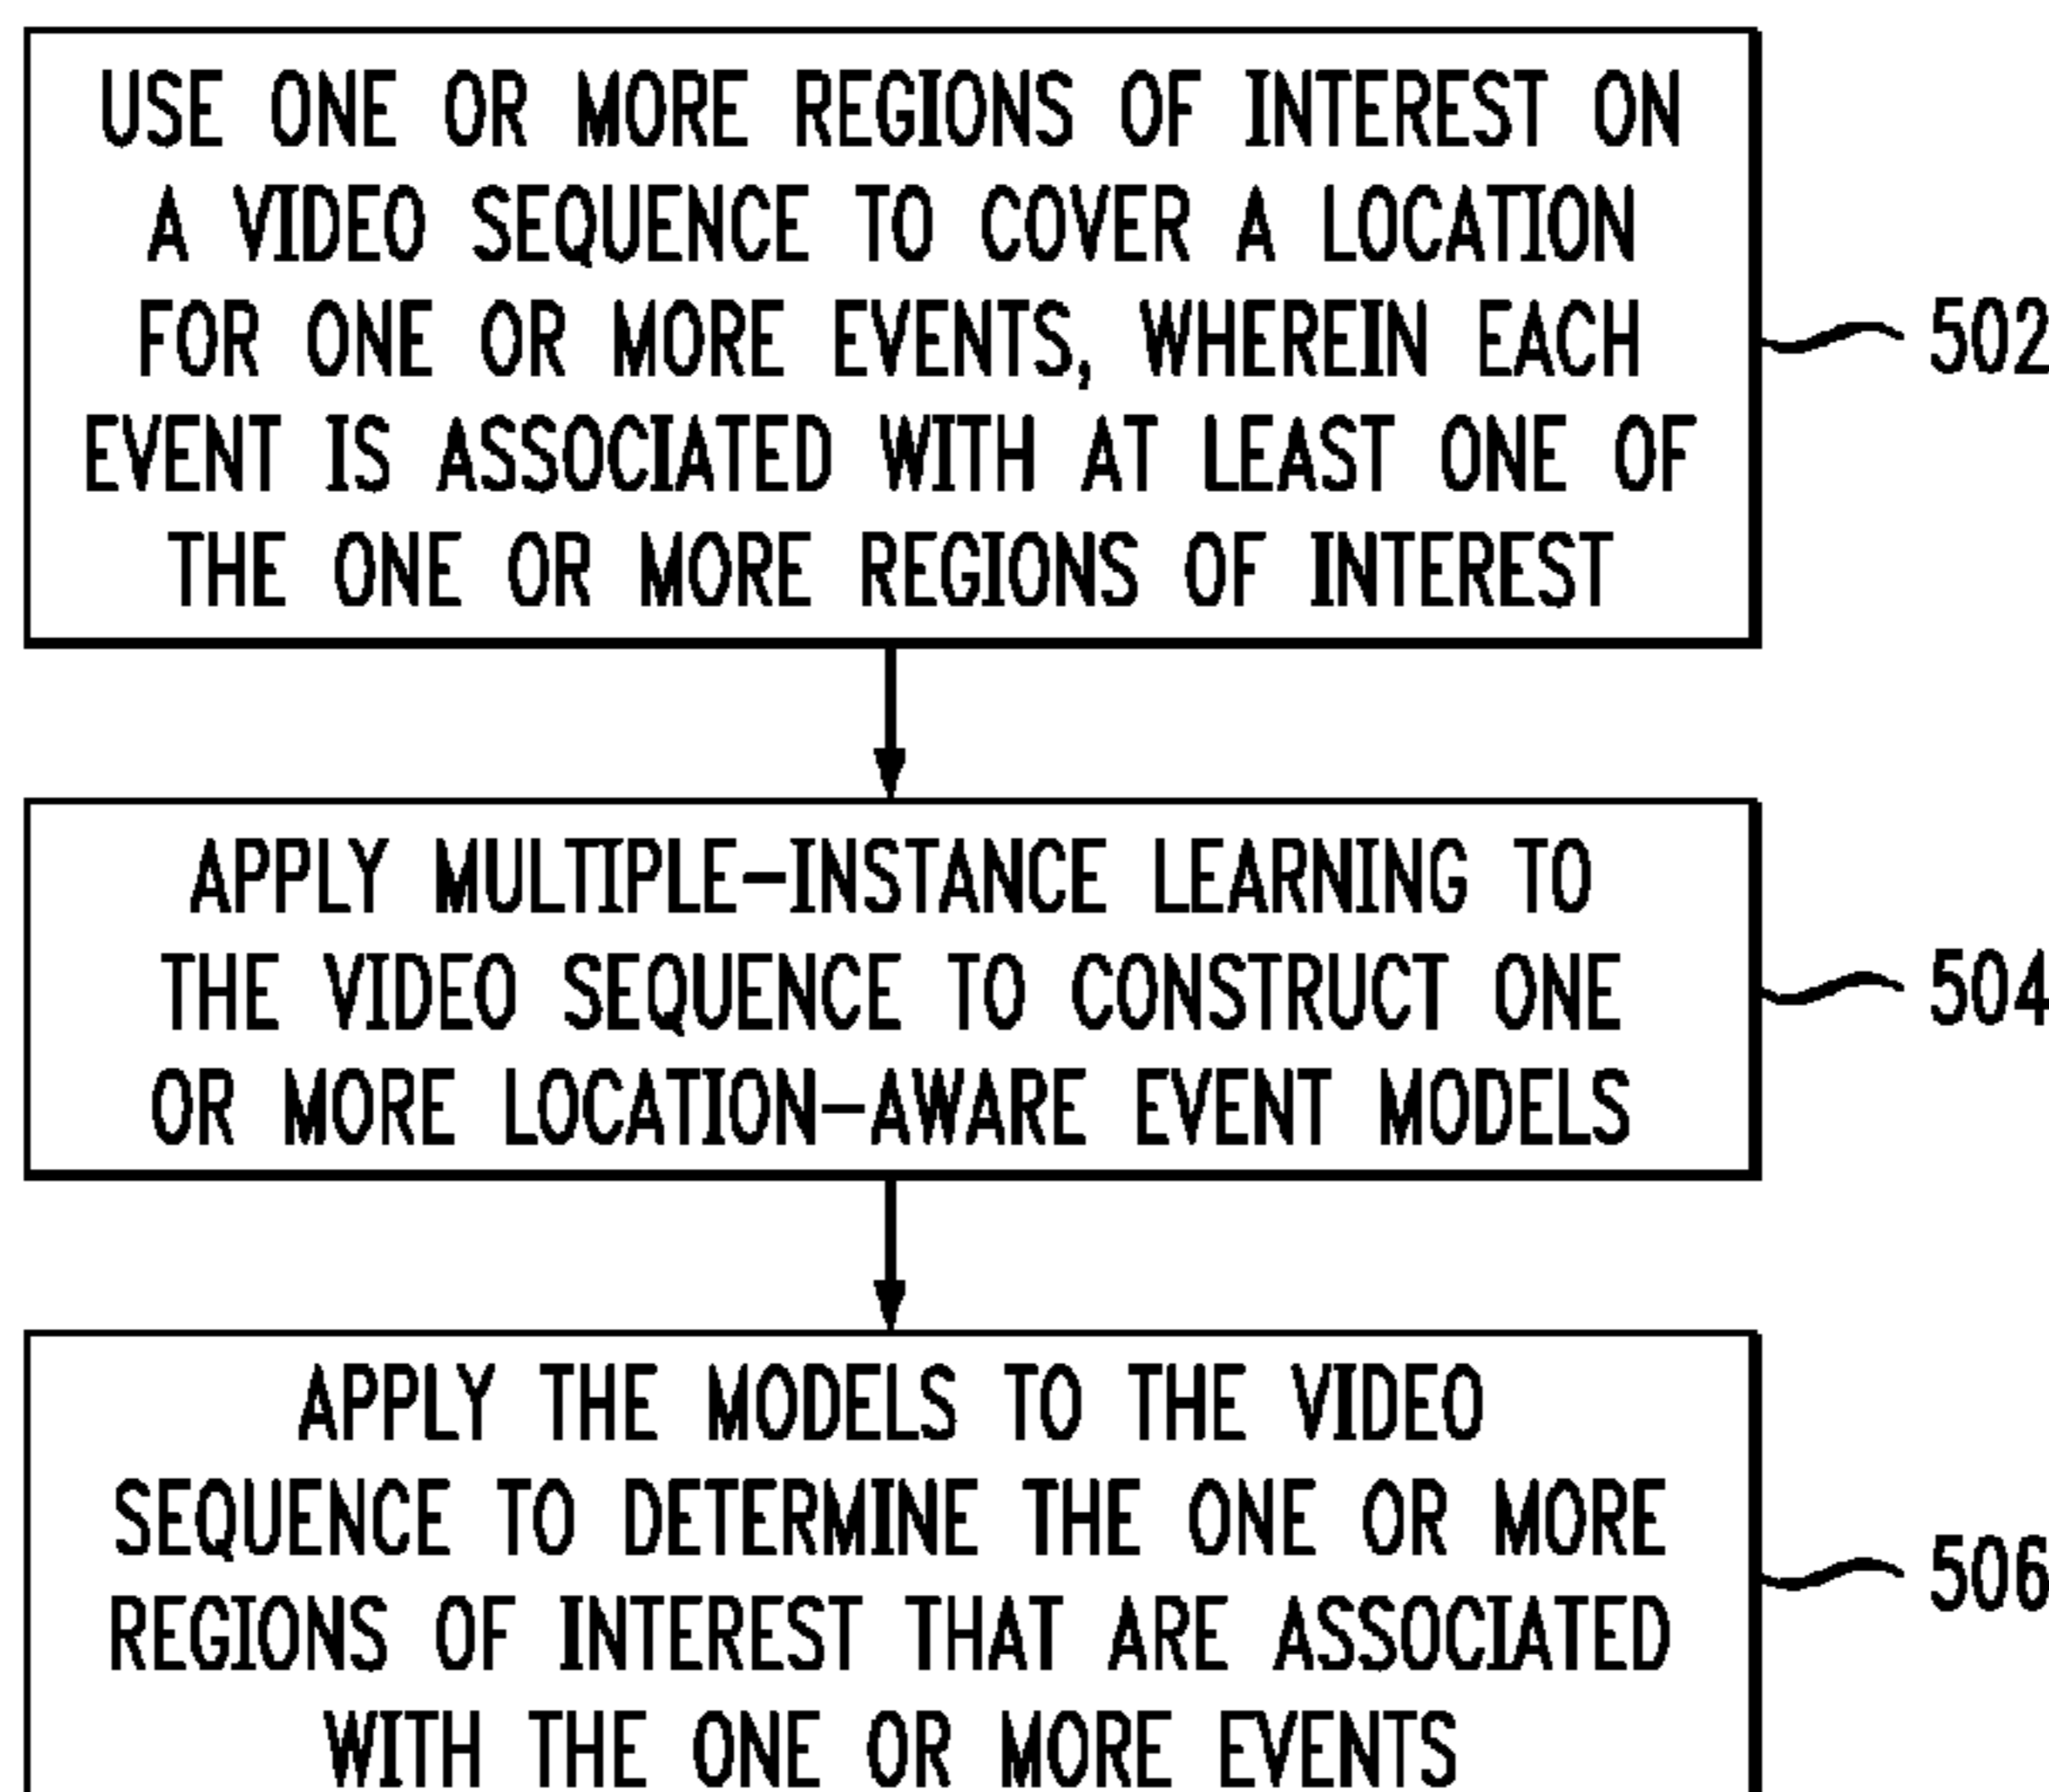 USE ONE OR MORE REGIONS OF INTEREST ON
A VIDEO SEQUENCE TO COVER A LOCATION
FOR ONE OR MORE EVENTS, WHEREIN EACH
EVENT IS ASSOCIATED WITH AT LEAST ONE OF
THE ONE OR MORE REGIONS OF INTEREST
502
APPLY MULTIPLE-INSTANCE LEARNING TO
THE VIDEO SEQUENCE TO CONSTRUCT ONE
OR MORE LOCATION-AWARE EVENT MODELS
504
APPLY THE MODELS TO THE VIDEO
SEQUENCE TO DETERMINE THE ONE OR MORE
REGIONS OF INTEREST THAT ARE ASSOCIATED
WITH THE ONE OR MORE EVENTS
506